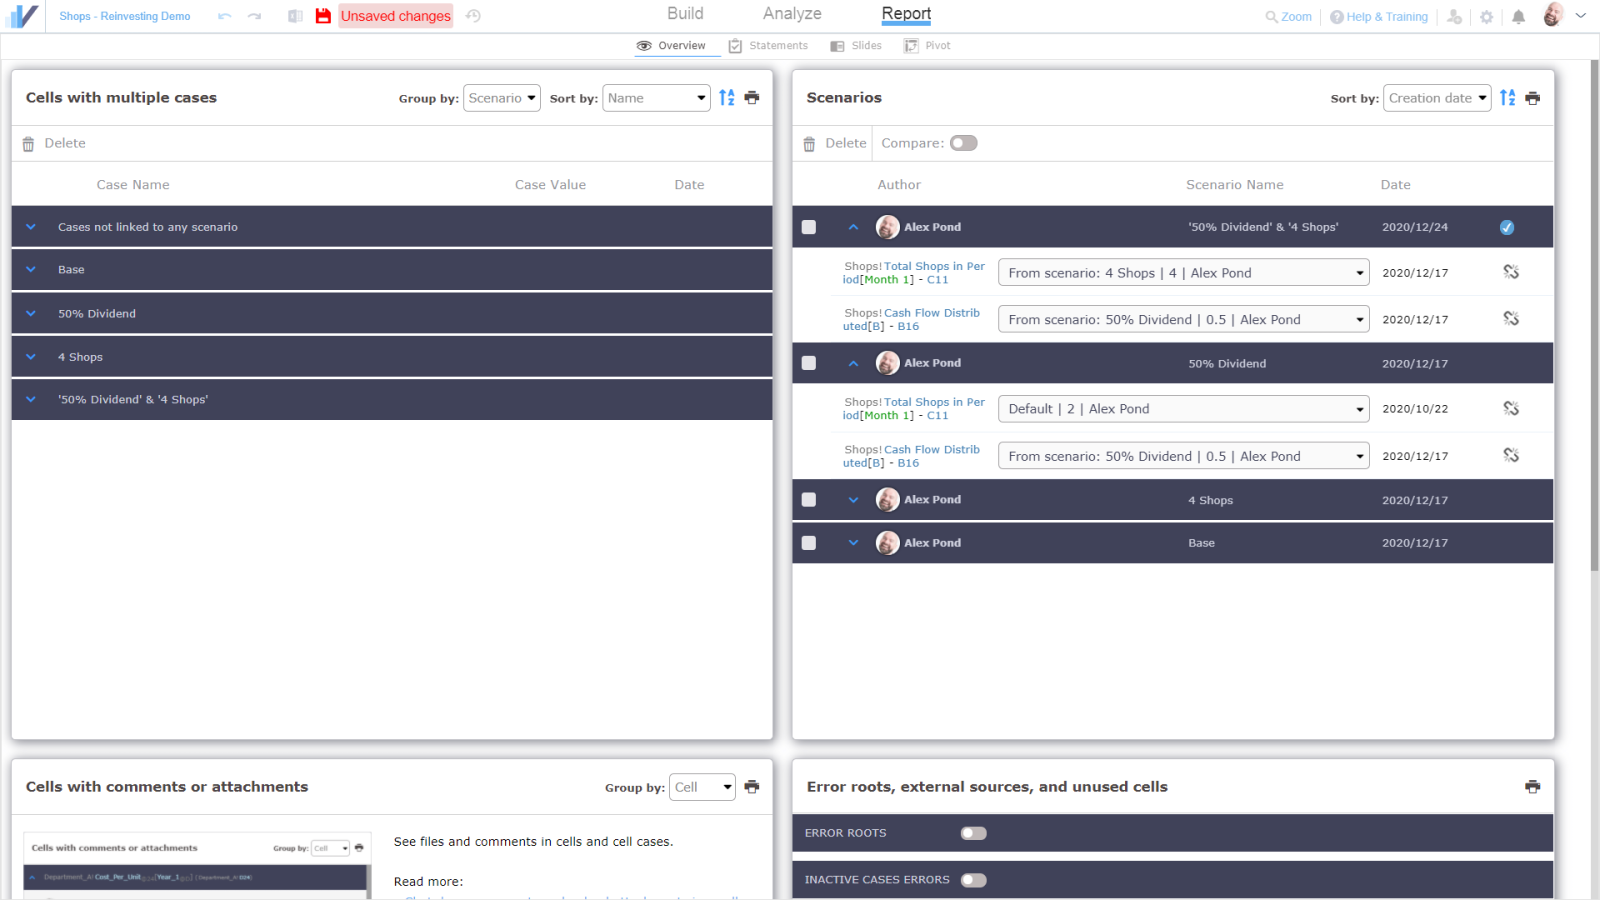 Shops - Reinvesting Demo
Unsaved changes
Build
Analyze
Report
Zoom
Help & Training
Overview
Statements
Slides
Pivot
Cells with multiple cases
Group by: Scenario
Sort by: Name
Delete
Case Name
Case Value
Date
Cases not linked to any scenario
Base
50% Dividend
4 Shops
'50% Dividend' & '4 Shops'
Scenarios
Sort by: Creation date
Delete
Compare:
Author
Scenario Name
Date
Alex Pond
'50% Dividend' & '4 Shops'
2020/12/24
Shops!Total Shops in Per
iod[Month 1] - C11
From scenario: 4 Shops | 4 | Alex Pond
2020/12/17
Shops!Cash Flow Distrib
uted[B] - B16
From scenario: 50% Dividend | 0.5 | Alex Pond
2020/12/17
Alex Pond
50% Dividend
2020/12/17
Shops!Total Shops in Per
iod[Month 1] - C11
Default | 2 | Alex Pond
2020/10/22
Shops!Cash Flow Distrib
uted[B] - B16
From scenario: 50% Dividend | 0.5 | Alex Pond
2020/12/17
Alex Pond
4 Shops
2020/12/17
Alex Pond
Base
2020/12/17
Cells with comments or attachments
Group by: Cell
Cells with comments or attachments
Group by: Cell
See files and comments in cells and cell cases.
Read more:
Error roots, external sources, and unused cells
ERROR ROOTS
INACTIVE CASES ERRORS